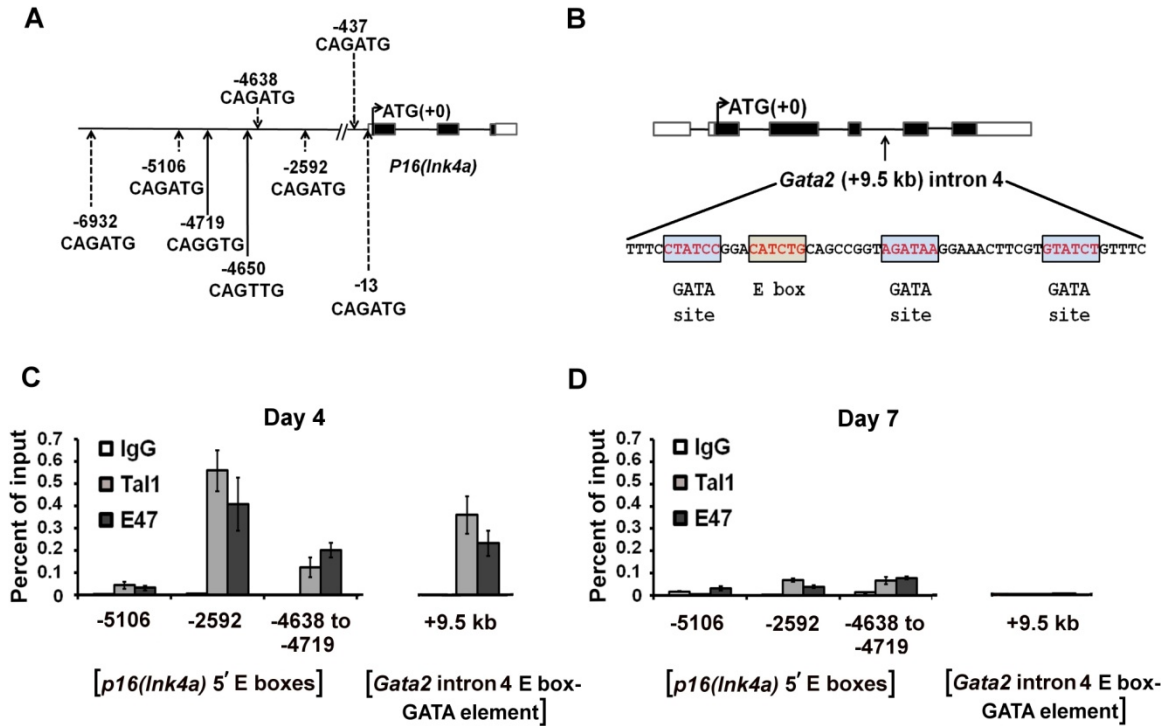 A
-437
CAGATG
-4638
CAGATG
ATG(+0)
P16(Ink4a)
-5106
CAGATG
-2592
CAGATG
-6932
CAGATG
-4719
CAGGTG
-4650
CAGTTG
-13
CAGATG
B
ATG(+0)
Gata2 (+9.5 kb) intron 4
TTTCCTATCCGGACATCTGCAGCCGGTAGATAAGGAAACTTCGTGTATCTGTTTC
GATA site
E box
GATA site
GATA site
C
Day 4
Percent of input
0.7
0.6
0.5
0.4
0.3
0.2
0.1
0
IgG
Tal1
E47
-5106
-2592
-4638 to -4719
+9.5 kb
[p16(Ink4a) 5′ E boxes]
[Gata2 intron 4 E box-GATA element]
D
Day 7
Percent of input
0.7
0.6
0.5
0.4
0.3
0.2
0.1
0
IgG
Tal1
E47
-5106
-2592
-4638 to -4719
+9.5 kb
[p16(Ink4a) 5′ E boxes]
[Gata2 intron 4 E box-GATA element]